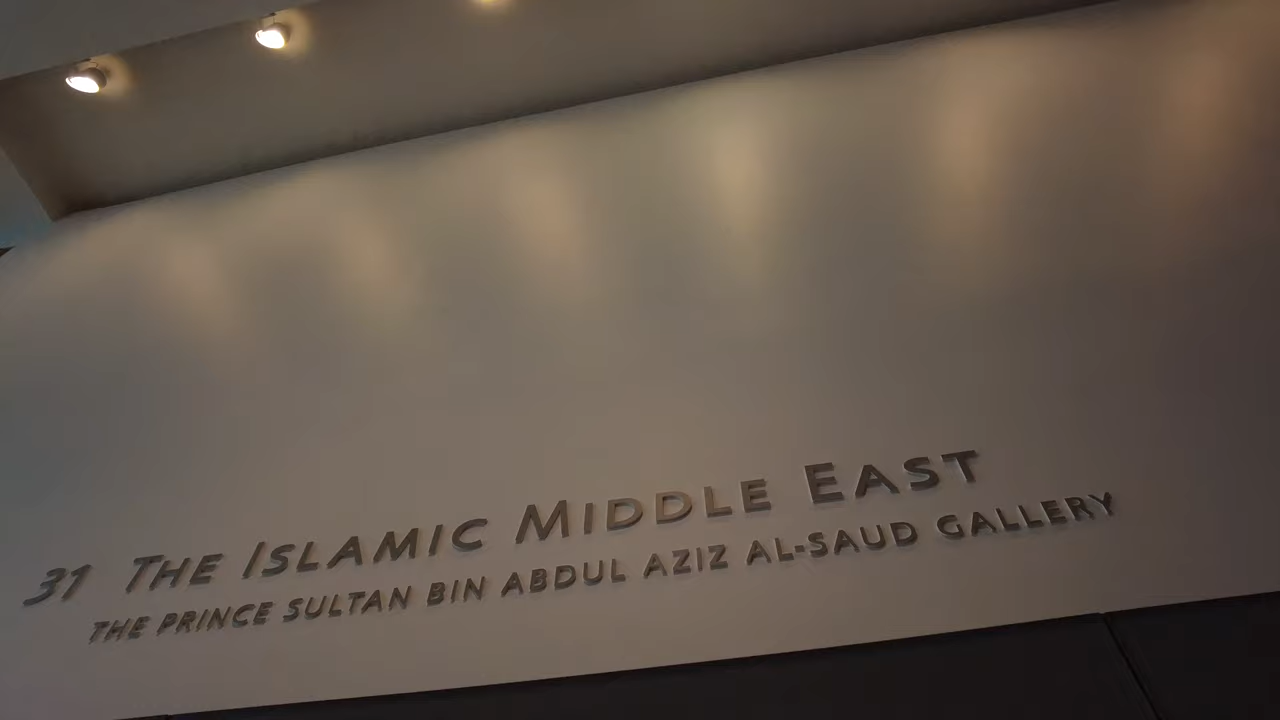 31 THE ISLAMIC MIDDLE EAST
THE PRINCE SULTAN BIN ABDUL AZIZ AL-SAUD GALLERY